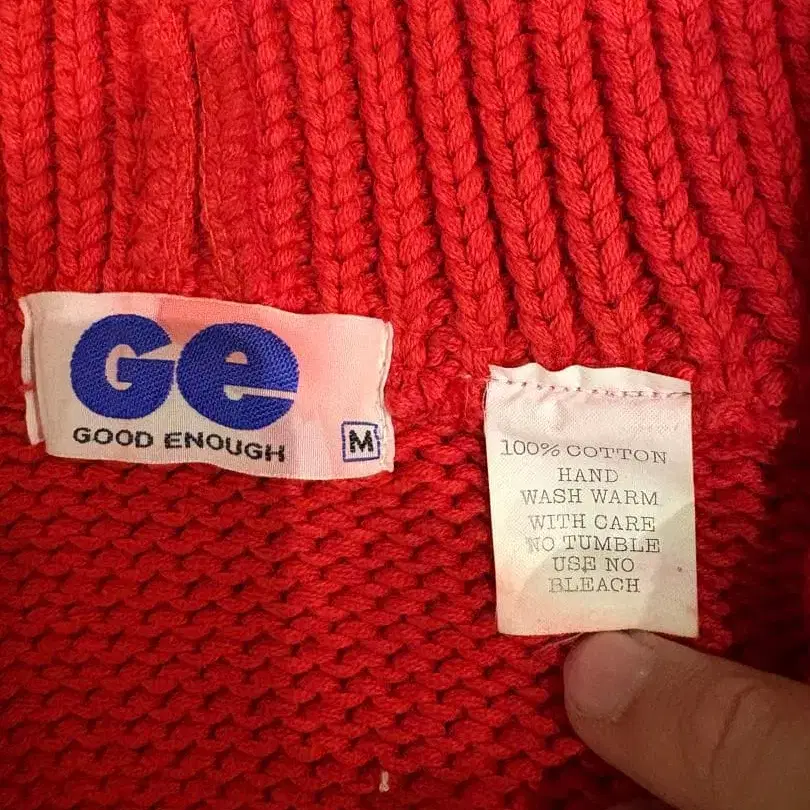 Ge
GOOD ENOUGH
M
100% COTTON
HAND
WASH WARM
WITH CARE
NO TUMBLE
USE NO
BLEACH